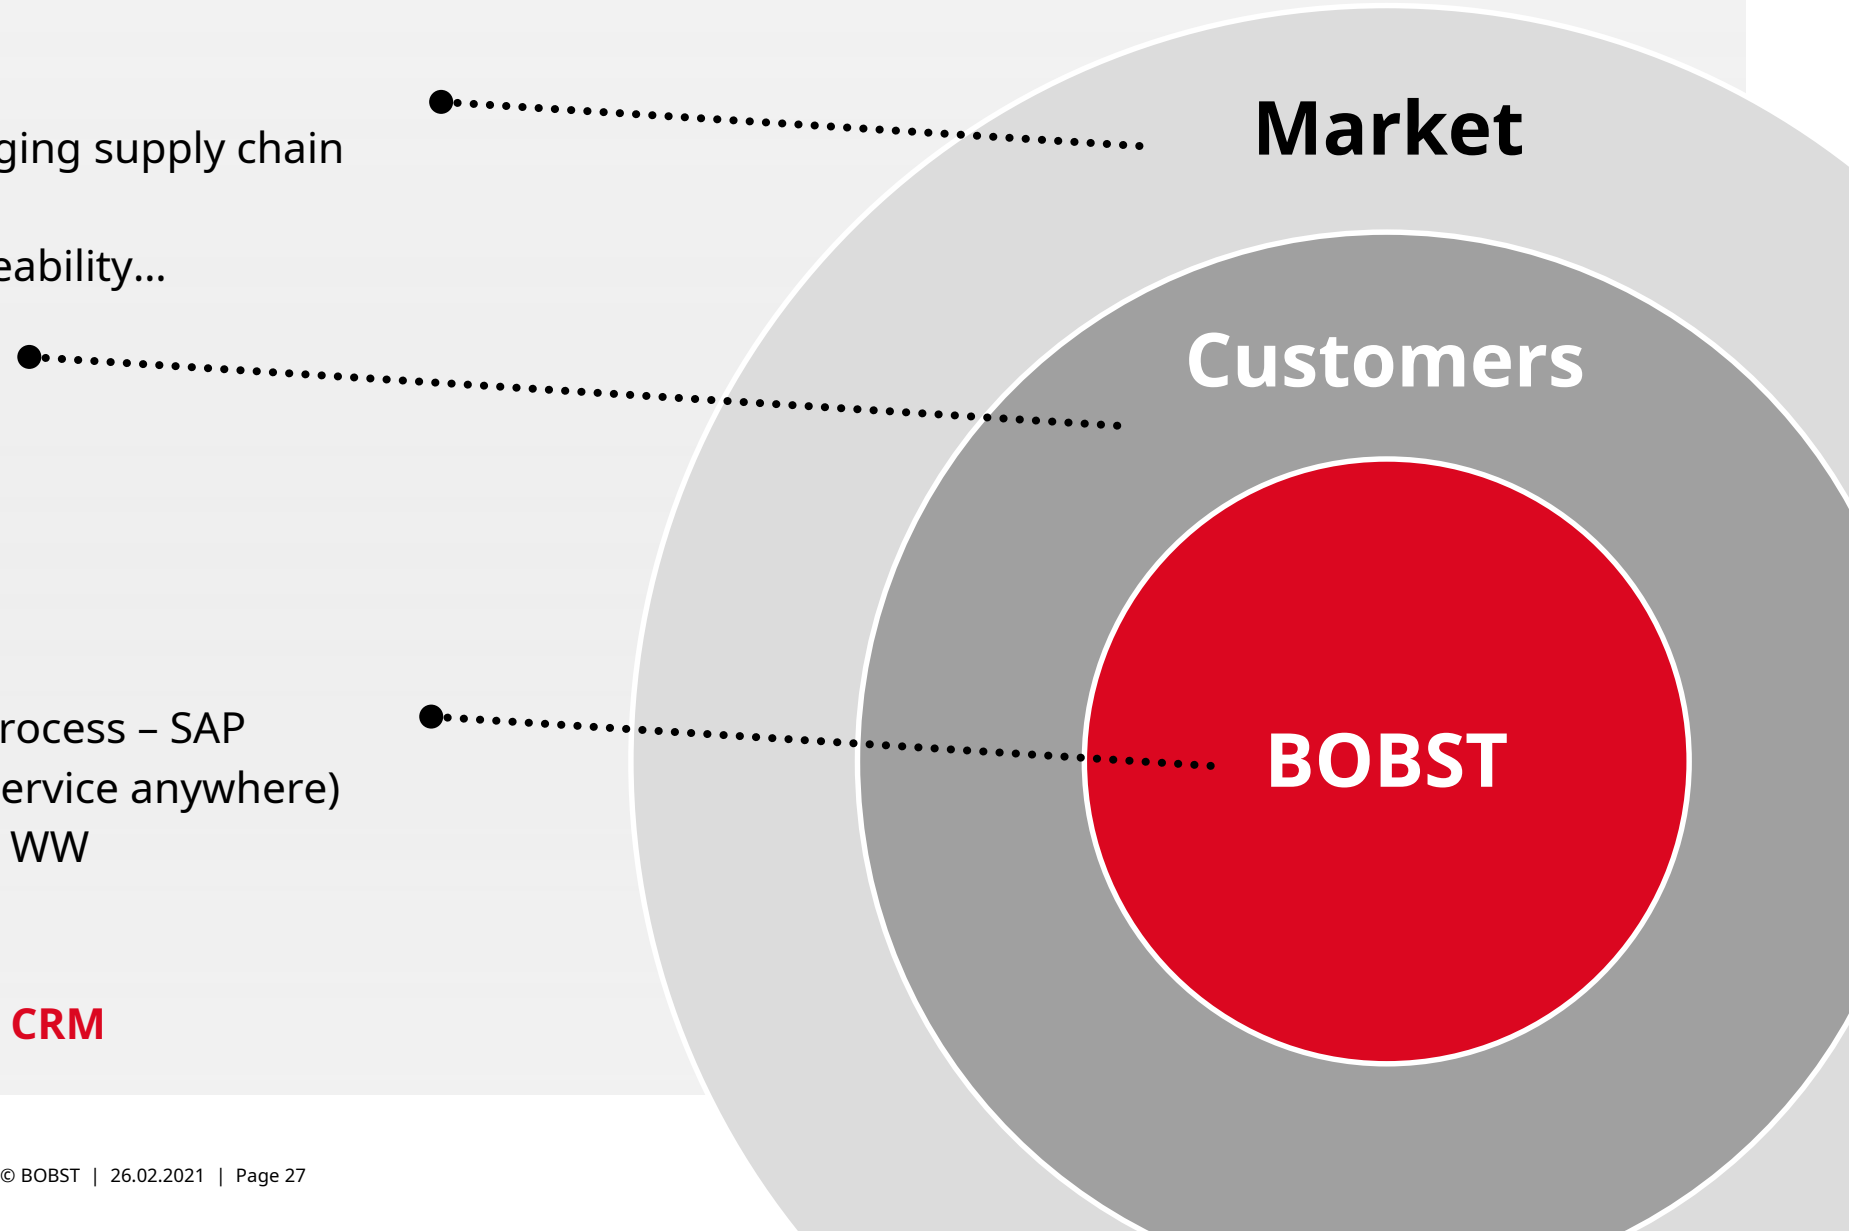 Market
ging supply chain
eability...
Customers
rocess – SAP
ervice anywhere)
WW
BOBST
CRM
© BOBST | 26.02.2021 | Page 27